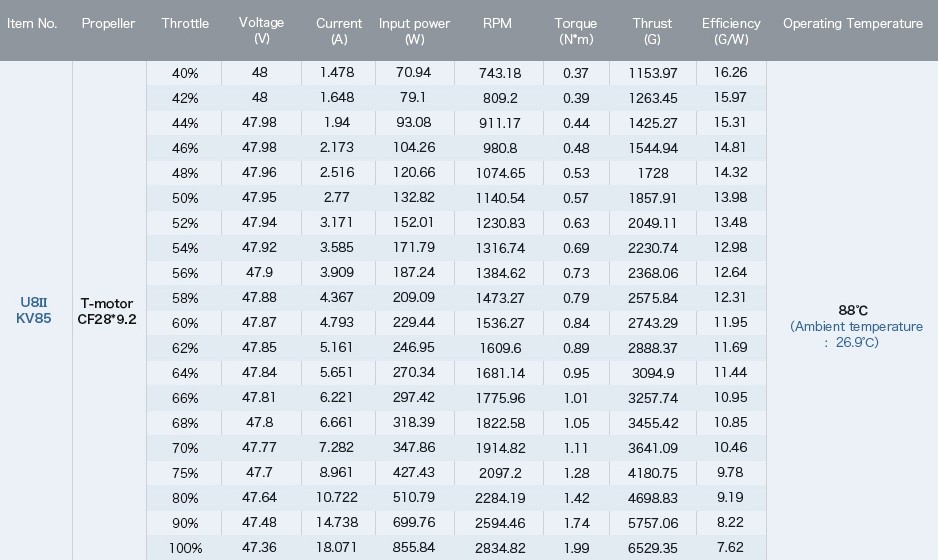 Item No. Propeller Throttle Voltage (V) Current (A) Input power (W) RPM Torque (N*m) Thrust (G) Efficiency (G/W) Operating Temperature
40% 48 1.478 70.94 743.18 0.37 1153.97 16.26
42% 48 1.648 79.1 809.2 0.39 1263.45 15.97
44% 47.98 1.94 93.08 911.17 0.44 1425.27 15.31
46% 47.98 2.173 104.26 980.8 0.48 1544.94 14.81
48% 47.96 2.516 120.66 1074.65 0.53 1728 14.32
50% 47.95 2.77 132.82 1140.54 0.57 1857.91 13.98
52% 47.94 3.171 152.01 1230.83 0.63 2049.11 13.48
54% 47.92 3.585 171.79 1316.74 0.69 2230.74 12.98
56% 47.9 3.909 187.24 1384.62 0.73 2368.06 12.64
58% 47.88 4.367 209.09 1473.27 0.79 2575.84 12.31
U8II KV85
T-motor CF28*9.2
60% 47.87 4.793 229.44 1536.27 0.84 2743.29 11.95
88℃
(Ambient temperature
: 26.9℃)
62% 47.85 5.161 246.95 1609.6 0.89 2888.37 11.69
64% 47.84 5.651 270.34 1681.14 0.95 3094.9 11.44
66% 47.81 6.221 297.42 1775.96 1.01 3257.74 10.95
68% 47.8 6.661 318.39 1822.58 1.05 3455.42 10.85
70% 47.77 7.282 347.86 1914.82 1.11 3641.09 10.46
75% 47.7 8.961 427.43 2097.2 1.28 4180.75 9.78
80% 47.64 10.722 510.79 2284.19 1.42 4698.83 9.19
90% 47.48 14.738 699.76 2594.46 1.74 5757.06 8.22
100% 47.36 18.071 855.84 2834.82 1.99 6529.35 7.62